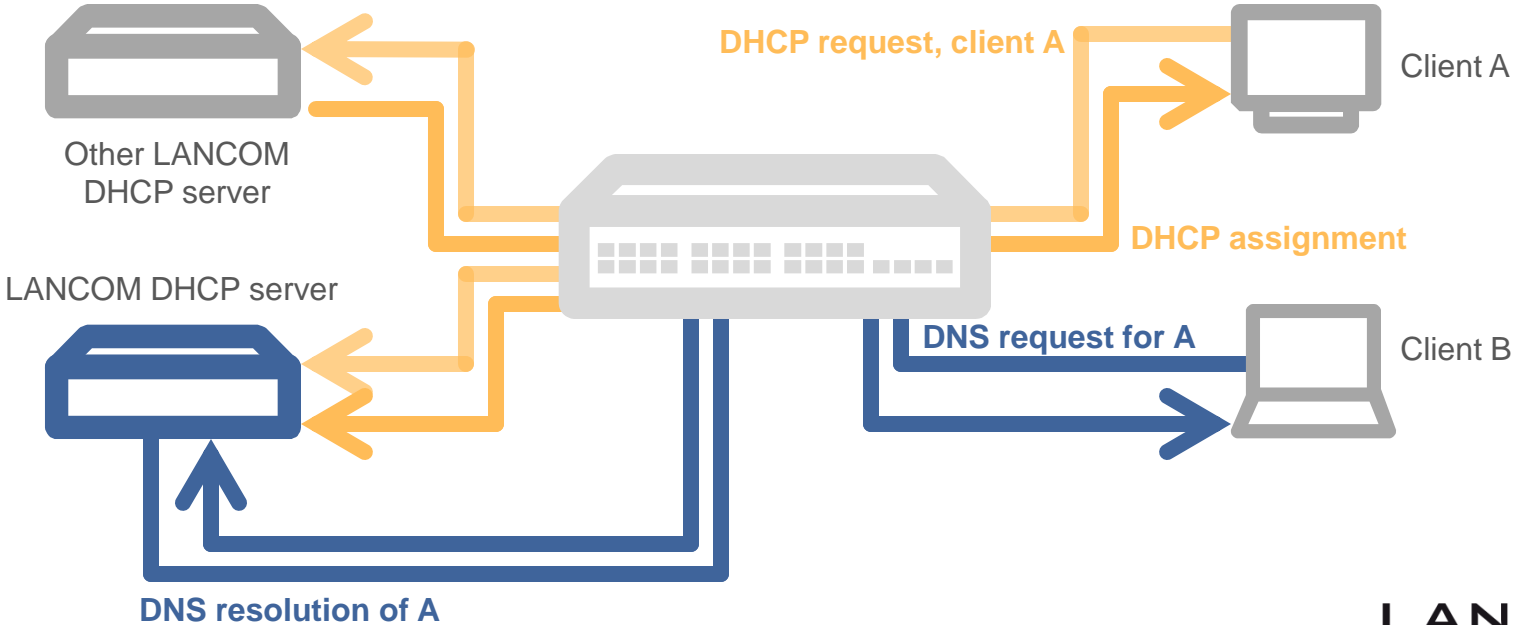 DHCP request, client A
Client A
Other LANCOM
DHCP server
DHCP assignment
LANCOM DHCP server
DNS request for A
Client B
DNS resolution of A
LAN